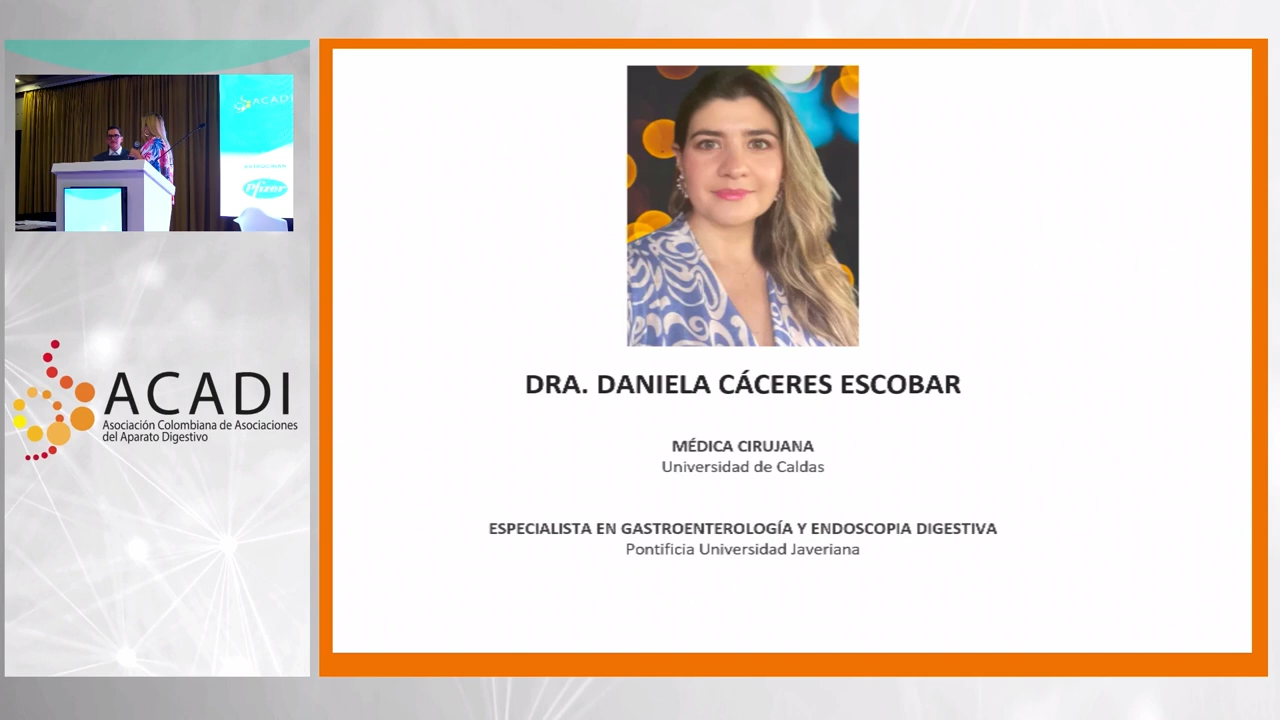 ACADI
Pfizer
ACADI
Asociación Colombiana de Asociaciones
del Aparato Digestivo
DRA. DANIELA CÁCERES ESCOBAR
MÉDICA CIRUJANA
Universidad de Caldas
ESPECIALISTA EN GASTROENTEROLOGÍA Y ENDOSCOPIA DIGESTIVA
Pontificia Universidad Javeriana